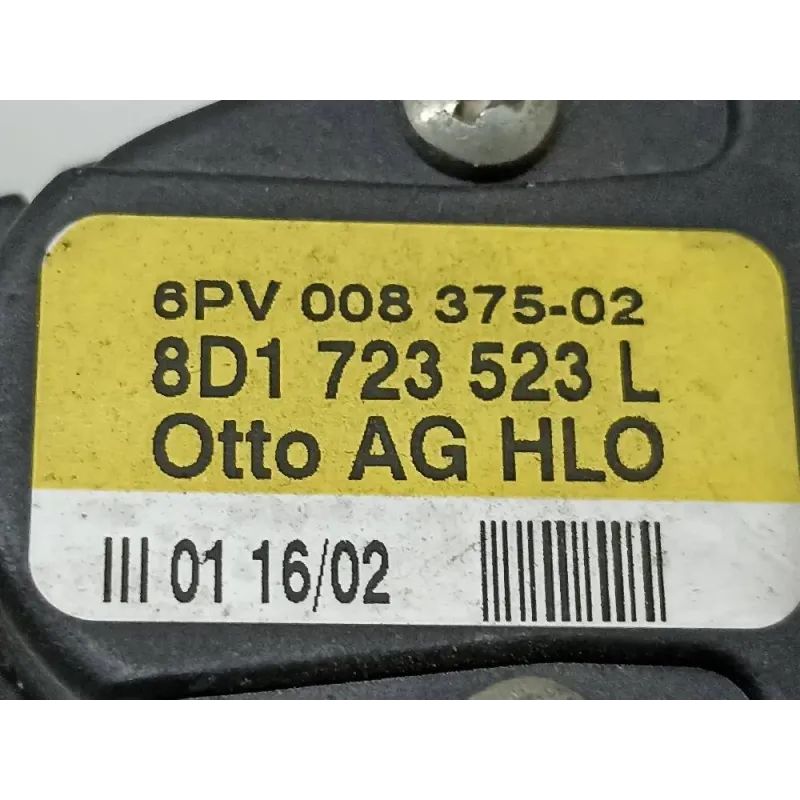 6PV 008 375-02
8D1 723 523 L
Otto AG HLO
III 01 16/02